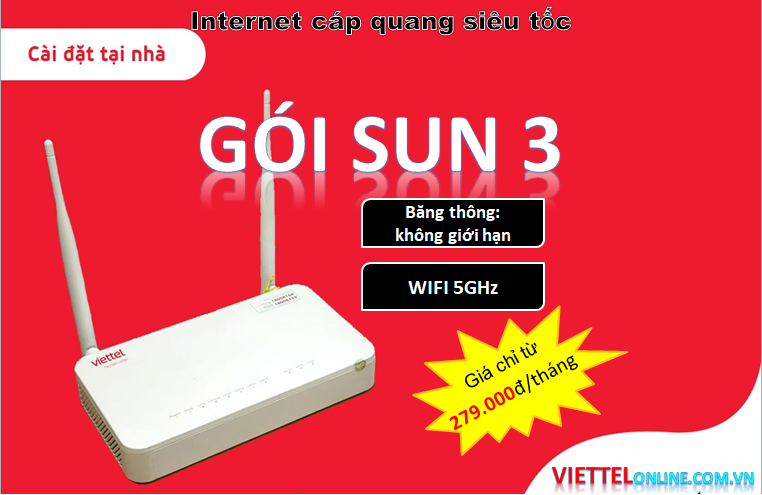 Internet cáp quang siêu tốc
Cài đặt tại nhà
GÓI SUN 3
Băng thông:
không giới hạn
WIFI 5GHz
viettel
Giá chỉ từ
279.000đ/tháng
VIETTELONLINE.COM.VN